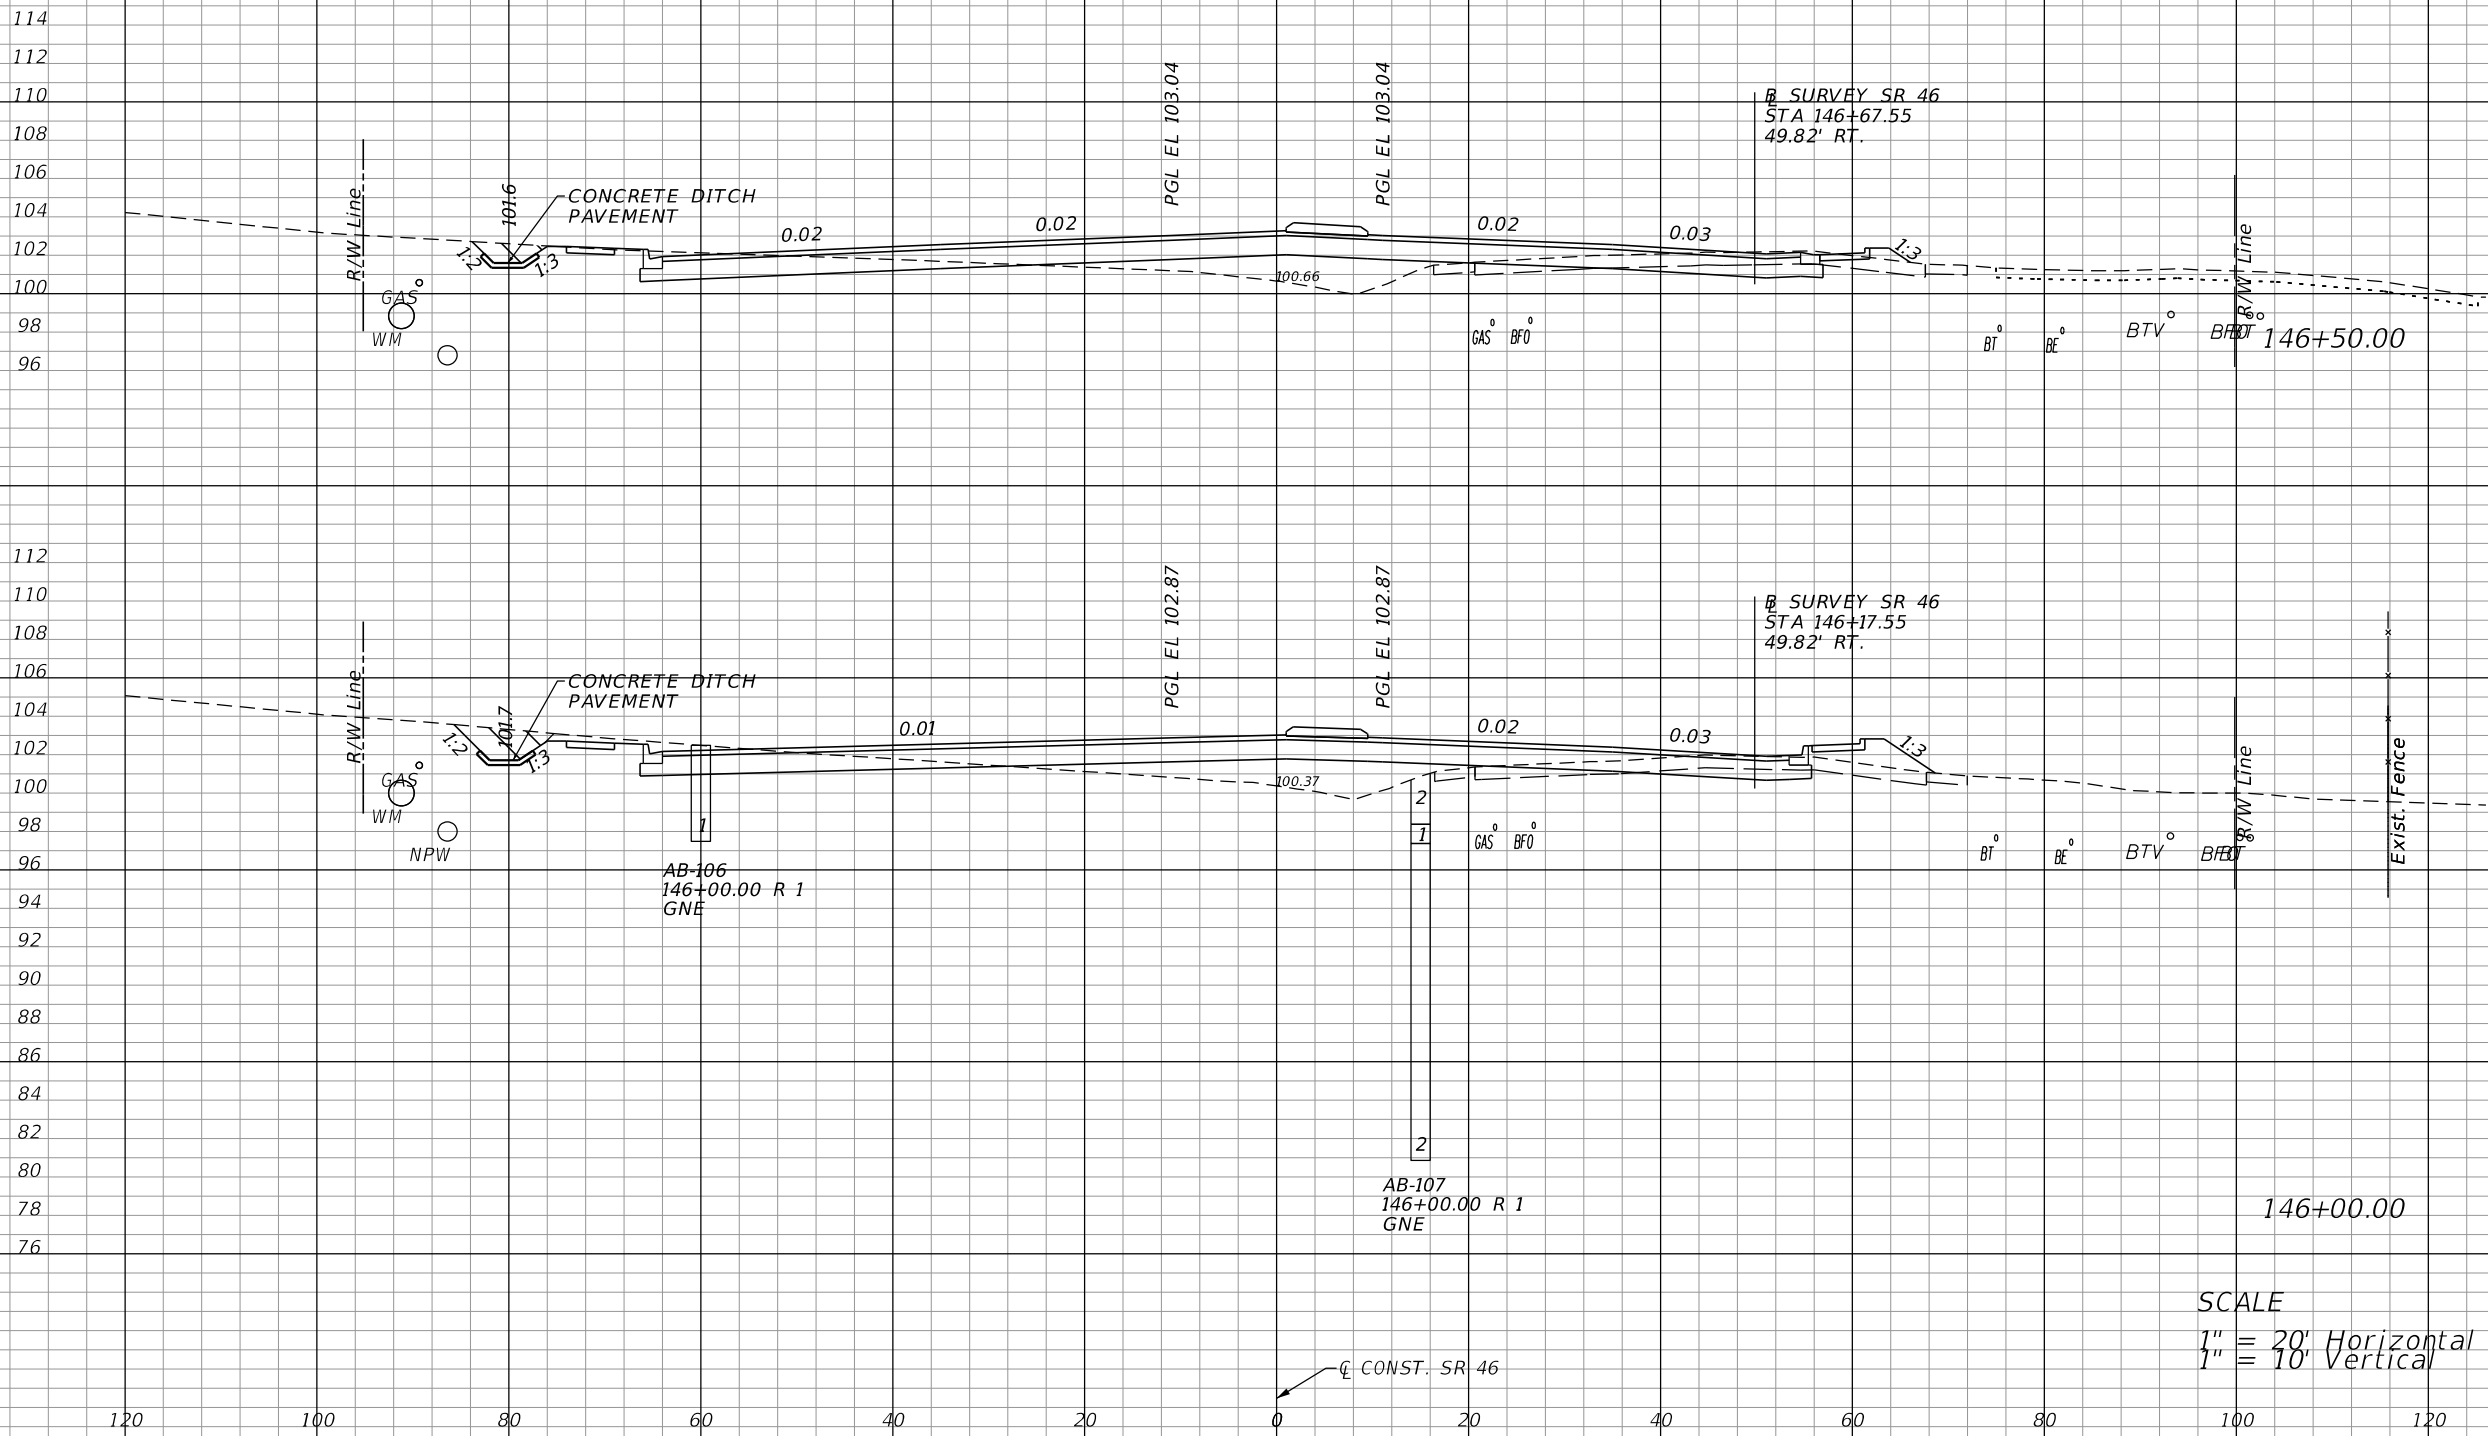 114
112
110
108
106
104
102
100
98
96
PGL EL 103.04
PGL EL 103.04
℄ SURVEY SR 46
STA 146+67.55
49.82' RT.
R/W Line
101.6
CONCRETE DITCH
PAVEMENT
1:2
1:3
0.02
0.02
0.02
0.03
1:3
R/W Line
100.66
GAS
WM
GAS
BFO
BT
BE
BTV
BFO
BT
146+50.00
112
110
108
106
104
102
100
98
96
94
92
90
88
86
84
82
80
78
76
PGL EL 102.87
PGL EL 102.87
℄ SURVEY SR 46
STA 146+17.55
49.82' RT.
R/W Line
101.7
CONCRETE DITCH
PAVEMENT
1:2
1:3
0.01
0.02
0.03
1:3
R/W Line
Exist. Fence
100.37
GAS
WM
NPW
1
2
1
2
GAS
BFO
BT
BE
BTV
BFO
BT
AB-106
146+00.00 R 1
GNE
AB-107
146+00.00 R 1
GNE
146+00.00
SCALE
1" = 20' Horizontal
1" = 10' Vertical
℄ CONST. SR 46
120 100 80 60 40 20 0 20 40 60 80 100 120